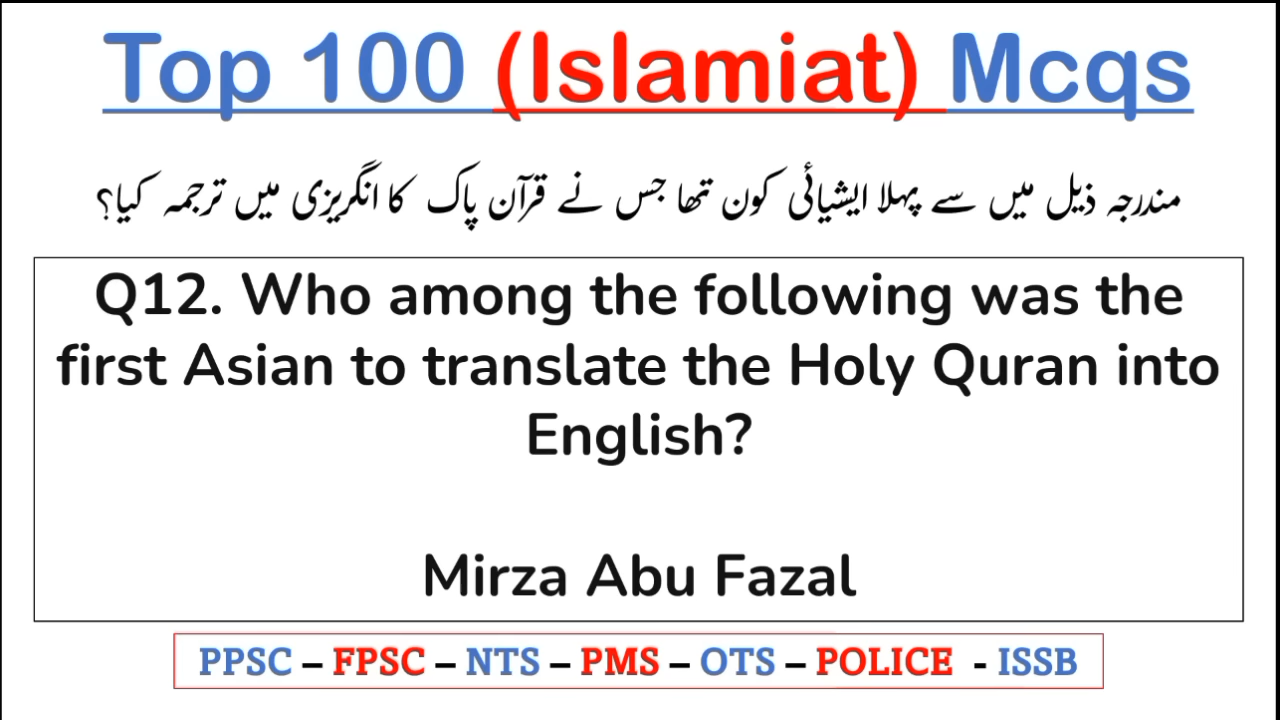 Top 100 (Islamiat) Mcqs
مندرجہ ذیل میں سے پہلا ایشیائی کون تھا جس نے قرآن پاک کا انگریزی میں ترجمہ کیا؟
Q12. Who among the following was the
first Asian to translate the Holy Quran into
English?
Mirza Abu Fazal
PPSC – FPSC – NTS – PMS – OTS – POLICE - ISSB